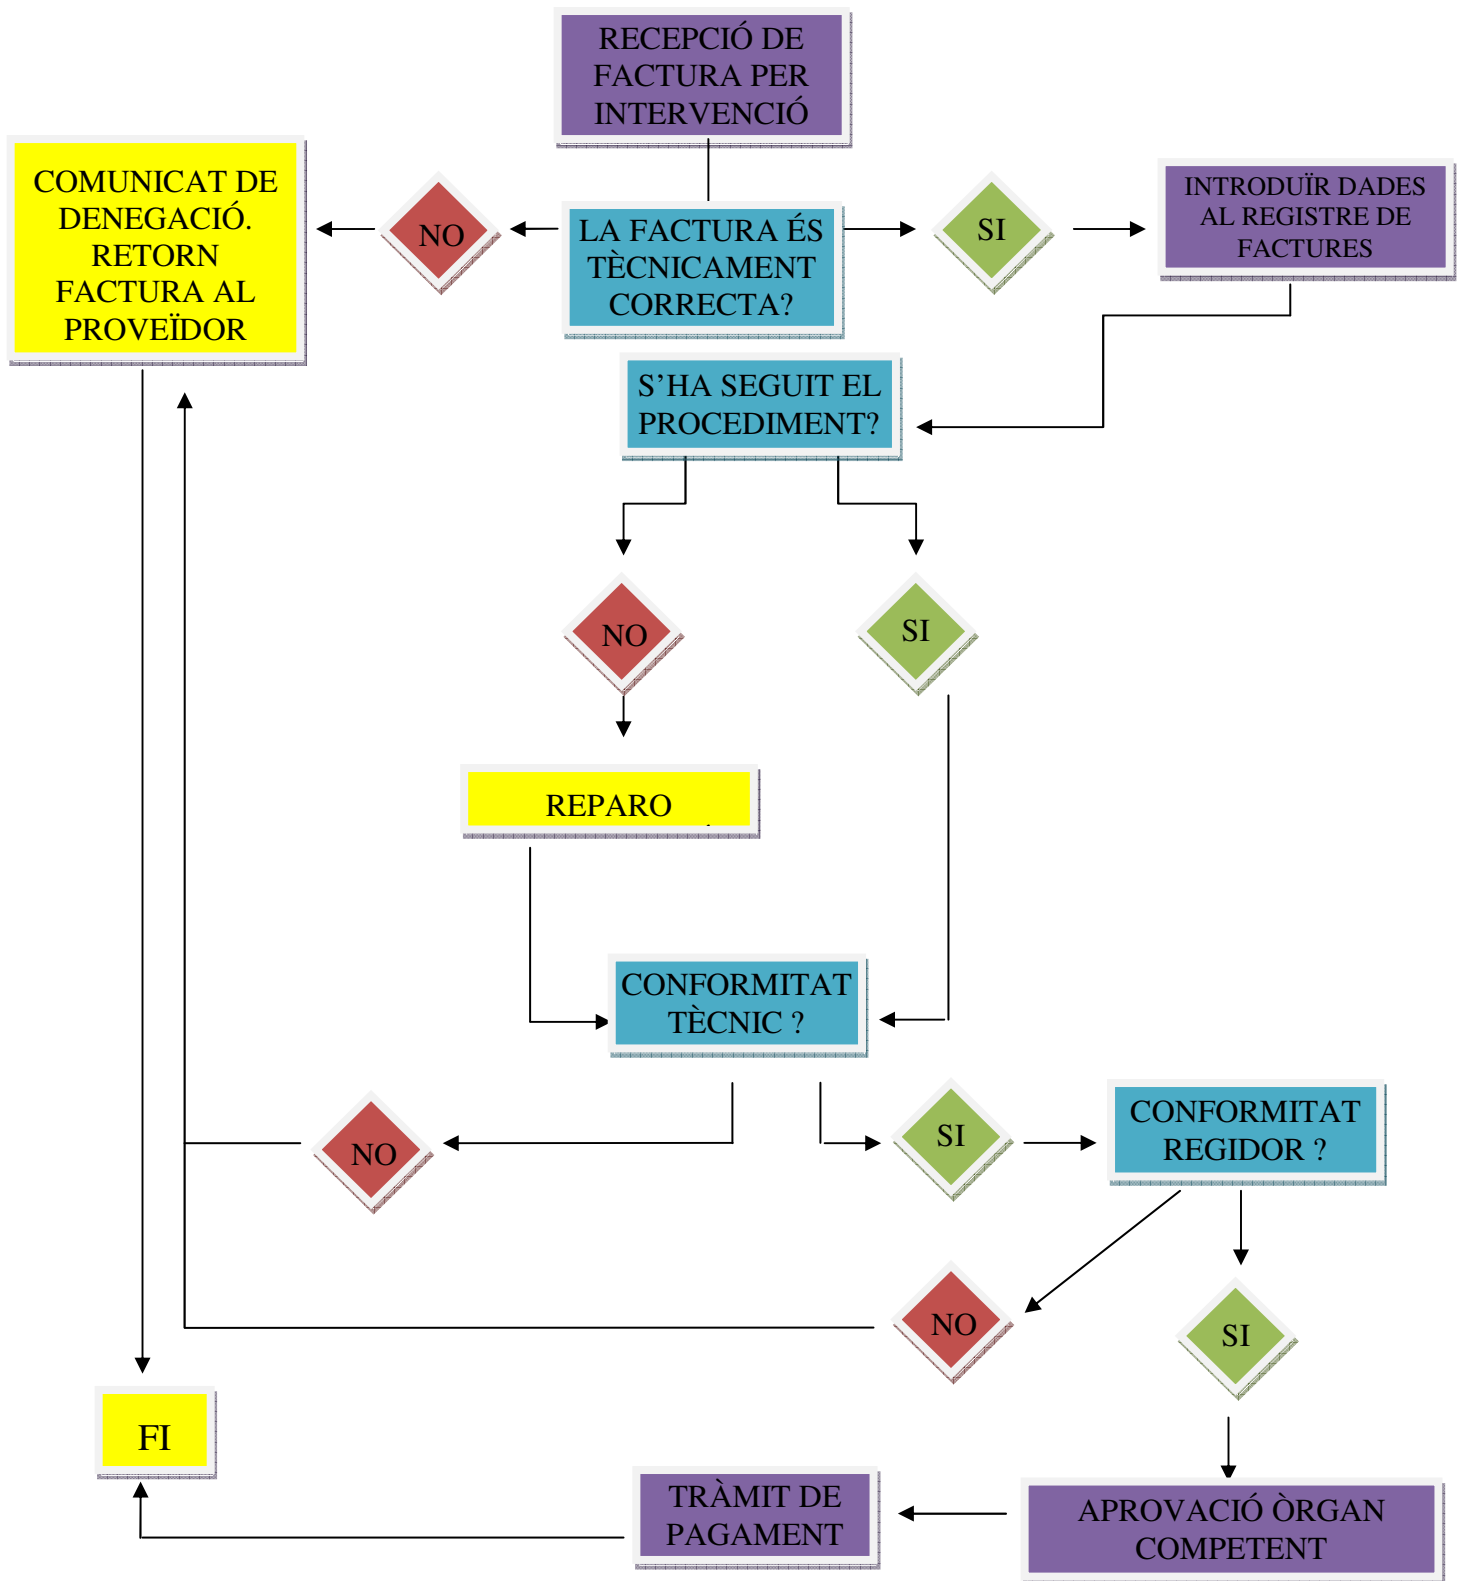 RECEPCIÓ DE
FACTURA PER
INTERVENCIÓ
COMUNICAT DE
DENEGACIÓ.
RETORN
FACTURA AL
PROVEÏDOR
NO
LA FACTURA ÉS
TÈCNICAMENT
CORRECTA?
SI
INTRODUÏR DADES
AL REGISTRE DE
FACTURES
S’HA SEGUIT EL
PROCEDIMENT?
NO
SI
REPARO
CONFORMITAT
TÈCNIC ?
NO
SI
CONFORMITAT
REGIDOR ?
NO
SI
FI
TRÀMIT DE
PAGAMENT
APROVACIÓ ÒRGAN
COMPETENT